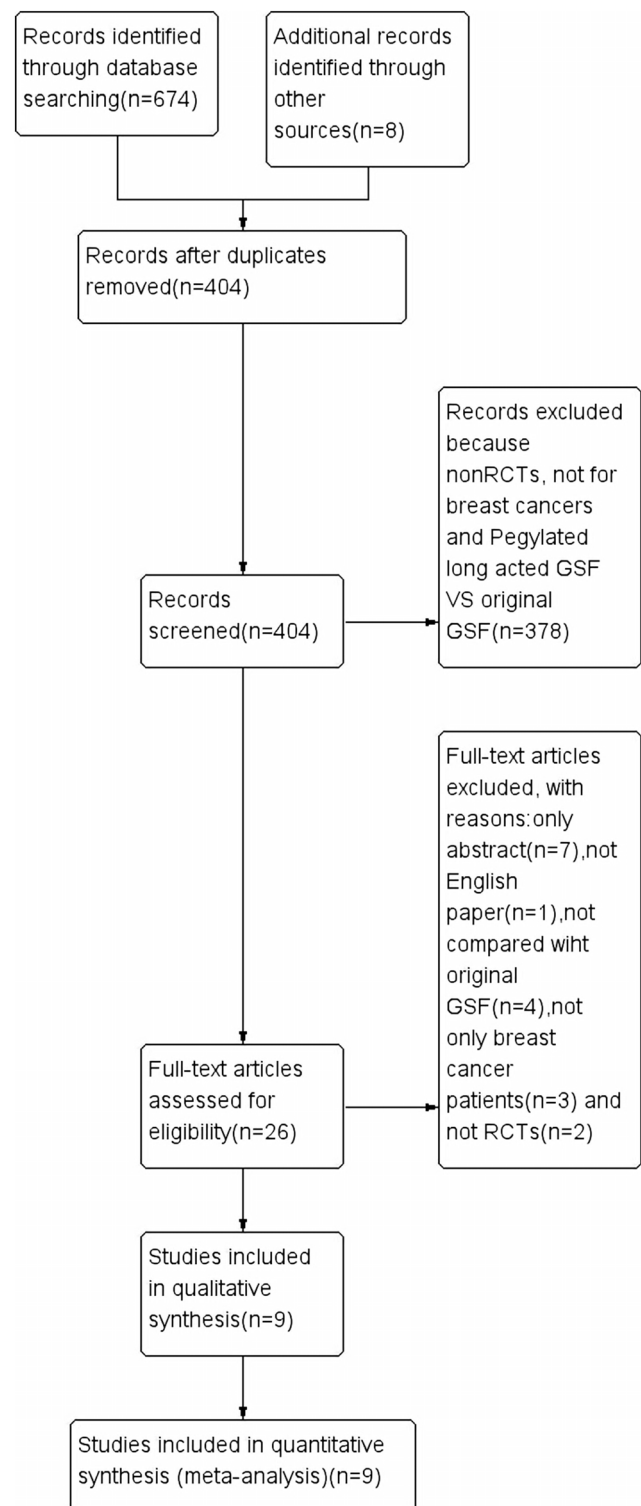 Records identified
through database
searching(n=674)
Additional records
identified through
other
sources(n=8)
Records after duplicates
removed(n=404)
Records excluded
because
nonRCTs, not for
breast cancers
and Pegylated
long acted GSF
VS original
GSF(n=378)
Records
screened(n=404)
Full-text articles
excluded, with
reasons:only
abstract(n=7),not
English
paper(n=1),not
compared wiht
original
GSF(n=4),not
only breast
cancer
patients(n=3) and
not RCTs(n=2)
Full-text articles
assessed for
eligibility(n=26)
Studies included
in qualitative
synthesis(n=9)
Studies included in quantitative
synthesis (meta-analysis)(n=9)